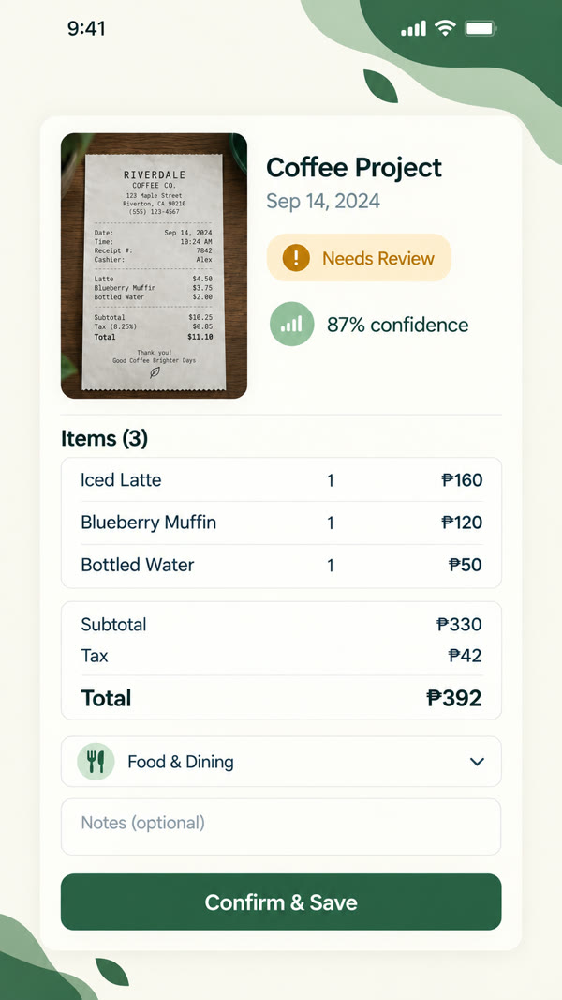 9:41
RIVERDALE
COFFEE CO.
123 Maple Street
Riverton, CA 90210
(555) 123-4567
Date: Sep 14, 2024
Time: 10:24 AM
Receipt #: 7842
Cashier: Alex
Latte $4.50
Blueberry Muffin $3.75
Bottled Water $2.00
Subtotal $10.25
Tax (8.25%) $0.85
Total $11.10
Thank you!
Good Coffee Brighter Days
Coffee Project
Sep 14, 2024
Needs Review
87% confidence
Items (3)
Iced Latte 1 ₱160
Blueberry Muffin 1 ₱120
Bottled Water 1 ₱50
Subtotal ₱330
Tax ₱42
Total ₱392
Food & Dining
Notes (optional)
Confirm & Save